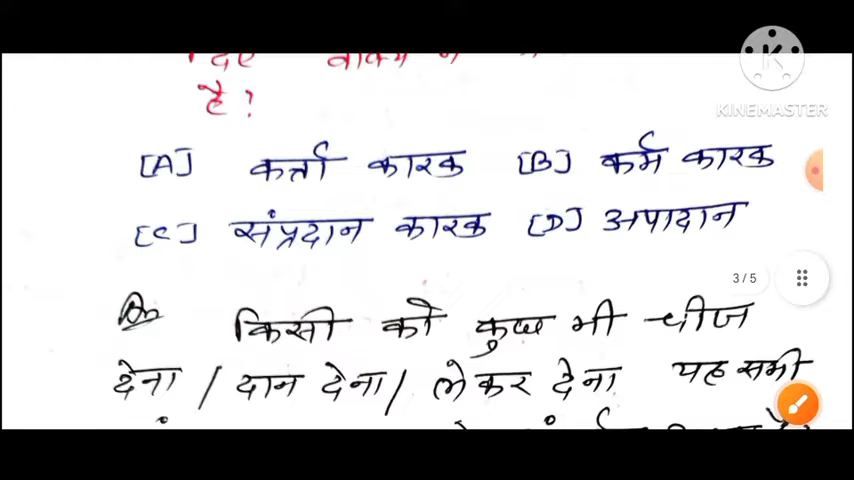 दिए वाक्य में
है?
KINEMASTER
[A] कर्त्ता कारक [B] कर्म कारक
[C] संप्रदान कारक [D] अपादान
3/5
किसी को कुछ भी चीज
देना / दान देना / लेकर देना यह सभी